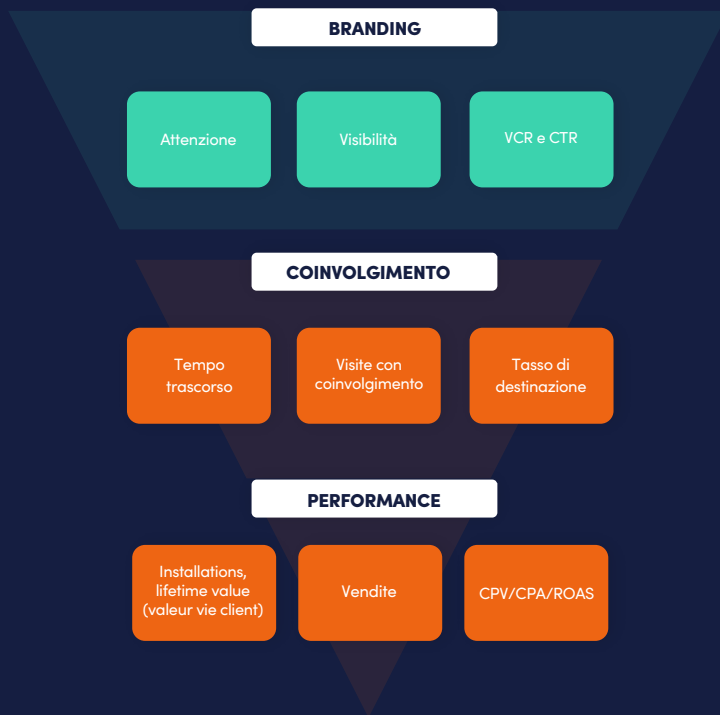 BRANDING
Attenzione
Visibilità
VCR e CTR
COINVOLGIMENTO
Tempo
trascorso
Visite con
coinvolgimento
Tasso di
destinazione
PERFORMANCE
Installations,
lifetime value
(valeur vie client)
Vendite
CPV/CPA/ROAS